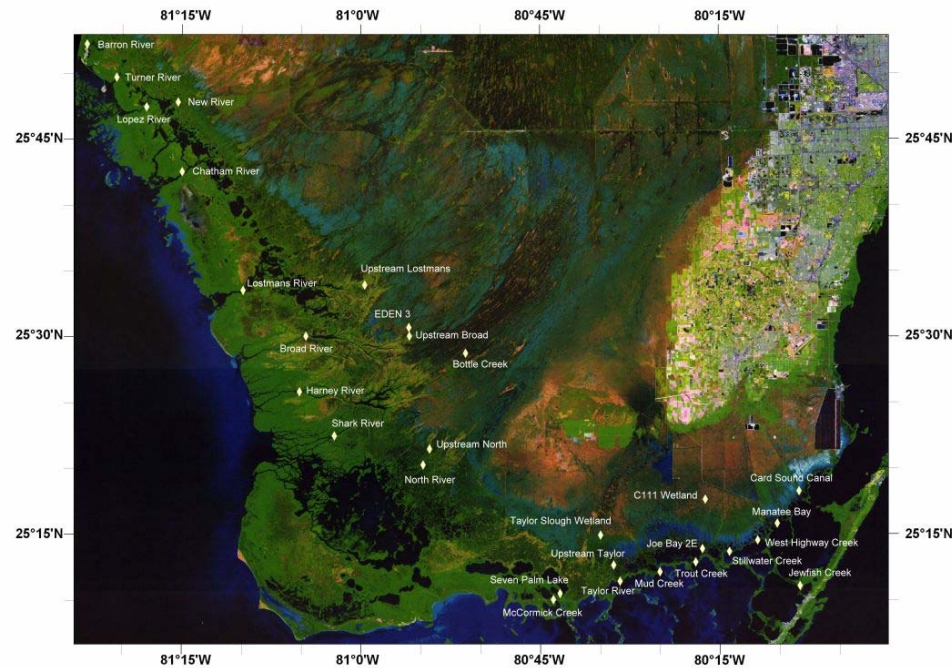 81°15'W 81°00'W 80°45'W 80°15'W
Barron River
Turner River
New River
Lopez River
25°45'N 25°45'N
Chatham River
Upstream Lostmans
Lostmans River
EDEN 3
25°30'N Upstream Broad 25°30'N
Broad River
Bottle Creek
Harney River
Shark River
Upstream North
North River
Card Sound Canal
C111 Wetland
Manatee Bay
Taylor Slough Wetland
25°15'N 25°15'N
Joe Bay 2E
West Highway Creek
Upstream Taylor
Stillwater Creek
Trout Creek
Jewfish Creek
Seven Palm Lake
Mud Creek
Taylor River
McCormick Creek
81°15'W 81°00'W 80°45'W 80°15'W